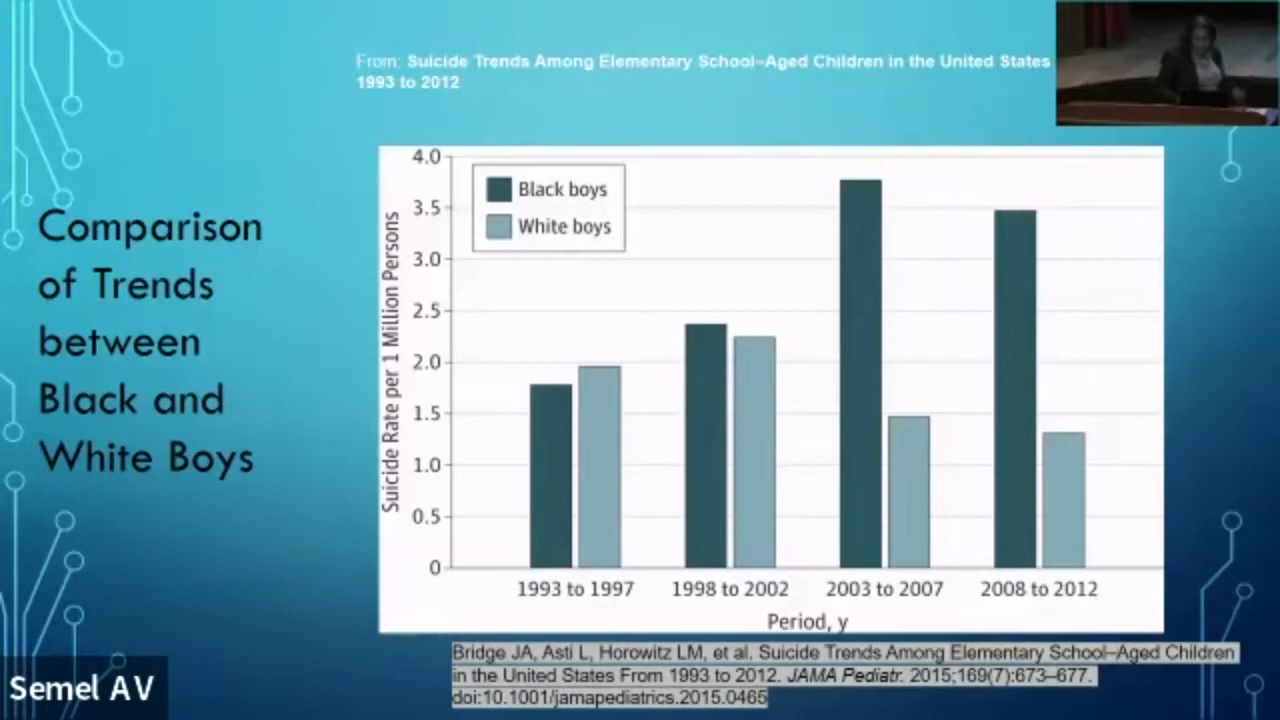 From: Suicide Trends Among Elementary School–Aged Children in the United States
1993 to 2012
Comparison
of Trends
between
Black and
White Boys
Suicide Rate per 1 Million Persons
4.0
3.5
3.0
2.5
2.0
1.5
1.0
0.5
0
Black boys
White boys
1993 to 1997
1998 to 2002
2003 to 2007
2008 to 2012
Period, y
Bridge JA, Asti L, Horowitz LM, et al. Suicide Trends Among Elementary School–Aged Children
in the United States From 1993 to 2012. JAMA Pediatr. 2015;169(7):673–677.
doi:10.1001/jamapediatrics.2015.0465
Semel AV